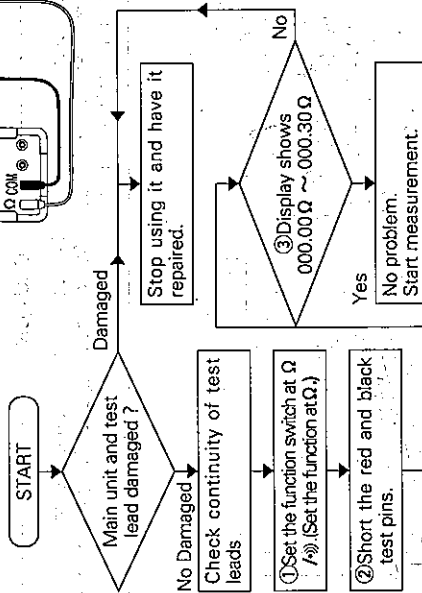 Ω COM
START
Main unit and test
lead damaged ?
Damaged
Stop using it and have it
repaired.
No Damaged
Check continuity of test
leads
①Set the function switch at Ω
/•))).(Set the function at Ω.)
②Short the red and black
test pins.
③Display shows
000.00Ω ～ 000.30Ω
No
Yes
No problem.
Start measurement.